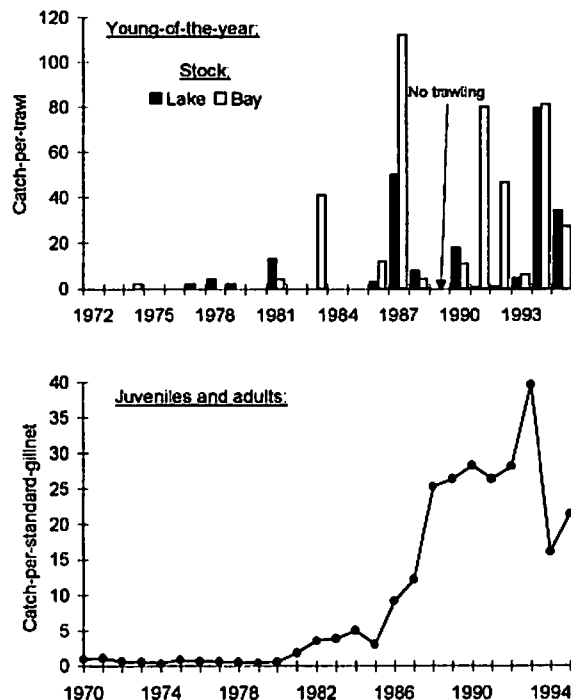 Young-of-the-year:
Stock:
Lake Bay
No trawling
Catch-per-trawl
120
100
80
60
40
20
0
1972 1975 1978 1981 1984 1987 1990 1993
Juveniles and adults:
Catch-per-standard-gillnet
40
35
30
25
20
15
10
5
0
1970 1974 1978 1982 1986 1990 1994